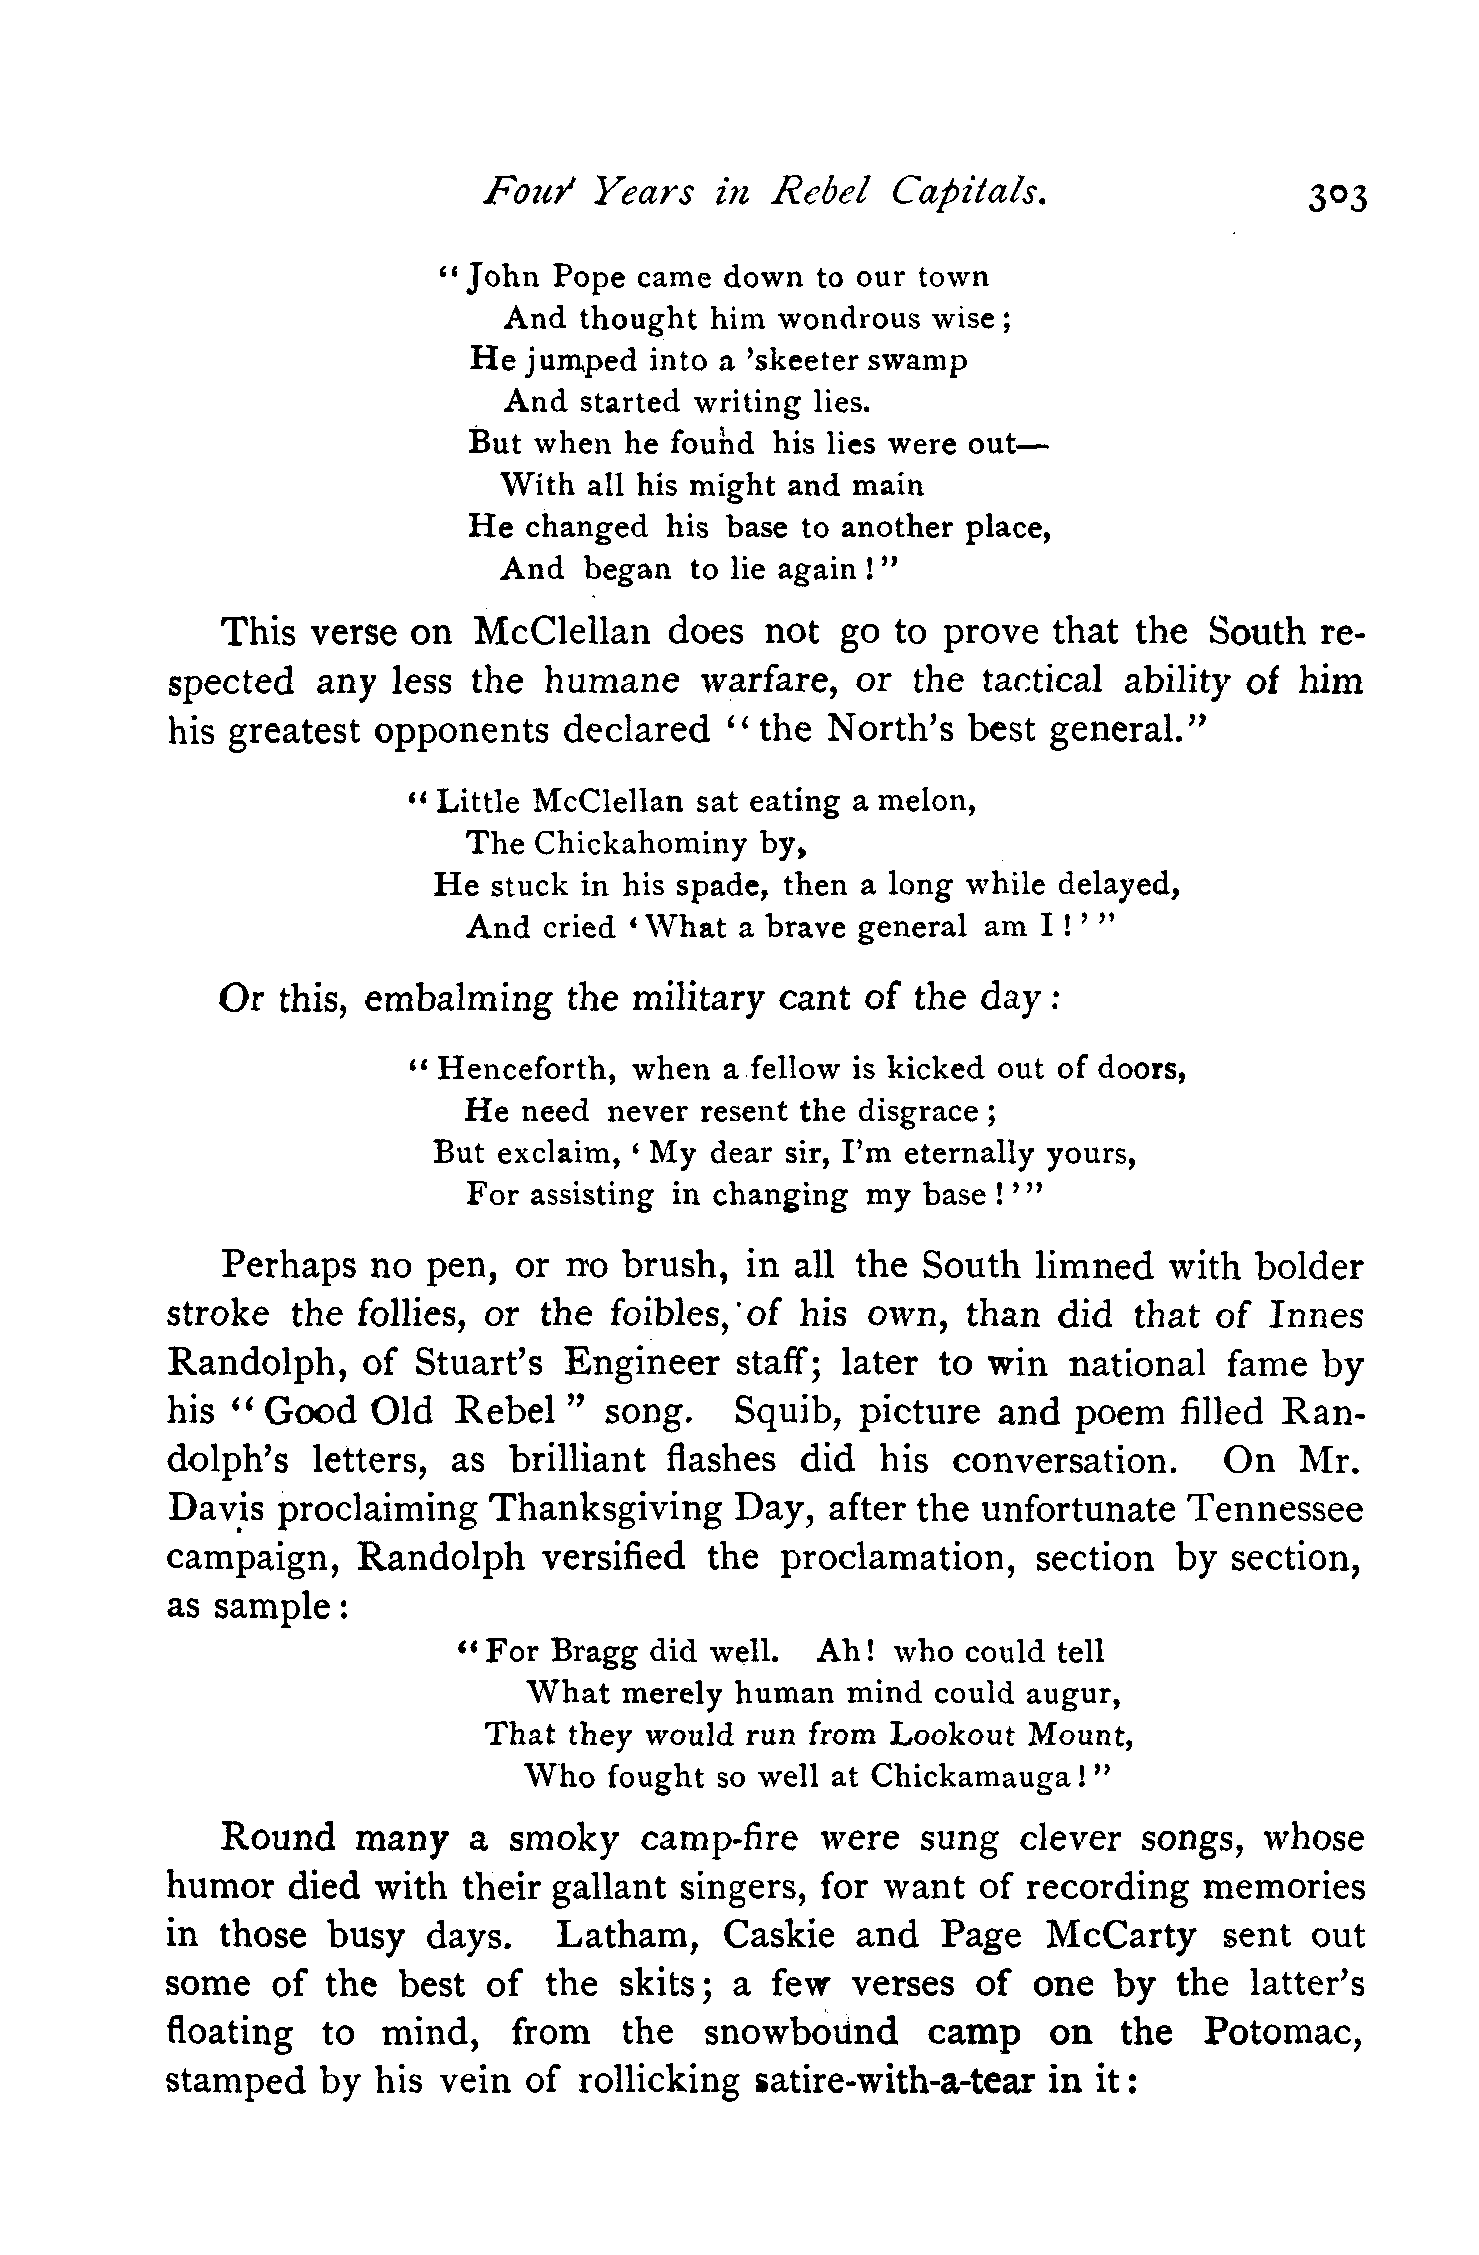 Four Years in Rebel Capitals. 303
"John Pope came down to our town
And thought him wondrous wise;
He jumped into a 'skeeter swamp
And started writing lies.
But when he found his lies were out—
With all his might and main
He changed his base to another place,
And began to lie again!"
This verse on McClellan does not go to prove that the South re-
spected any less the humane warfare, or the tactical ability of him
his greatest opponents declared "the North's best general."
"Little McClellan sat eating a melon,
The Chickahominy by,
He stuck in his spade, then a long while delayed,
And cried 'What a brave general am I!'"
Or this, embalming the military cant of the day:
"Henceforth, when a fellow is kicked out of doors,
He need never resent the disgrace;
But exclaim, 'My dear sir, I'm eternally yours,
For assisting in changing my base!'"
Perhaps no pen, or no brush, in all the South limned with bolder
stroke the follies, or the foibles, of his own, than did that of Innes
Randolph, of Stuart's Engineer staff; later to win national fame by
his "Good Old Rebel" song. Squib, picture and poem filled Ran-
dolph's letters, as brilliant flashes did his conversation. On Mr.
Davis proclaiming Thanksgiving Day, after the unfortunate Tennessee
campaign, Randolph versified the proclamation, section by section,
as sample:
"For Bragg did well. Ah! who could tell
What merely human mind could augur,
That they would run from Lookout Mount,
Who fought so well at Chickamauga!"
Round many a smoky camp-fire were sung clever songs, whose
humor died with their gallant singers, for want of recording memories
in those busy days. Latham, Caskie and Page McCarty sent out
some of the best of the skits; a few verses of one by the latter's
floating to mind, from the snowbound camp on the Potomac,
stamped by his vein of rollicking satire-with-a-tear in it: